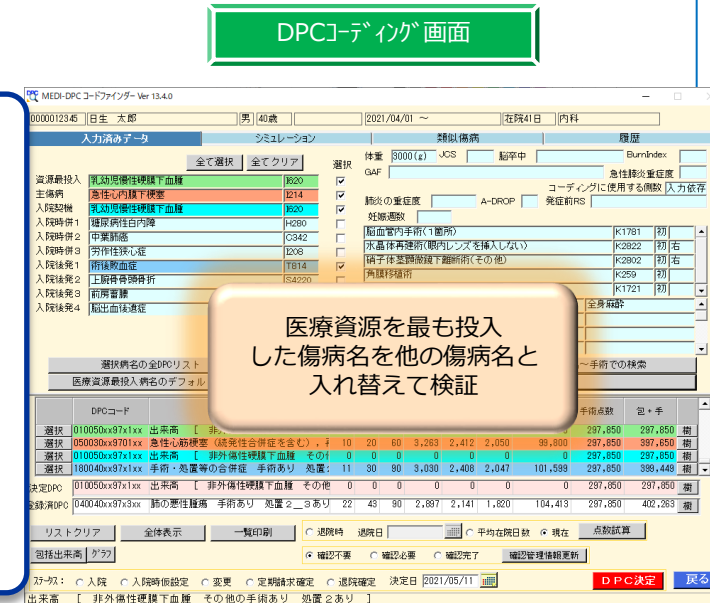 DPCｺｰﾃﾞｨﾝｸﾞ画面
MEDI-DPC コードファインダー Ver 13.4.0
0000012345 日生 太郎 男 40歳 2021/04/01 ～ 在院41日 内科
入力済みデータ シミュレーション 類似傷病 履歴
全て選択 全てクリア 選択
体重 3000(g) JCS 脳卒中 BurnIndex
GAF 急性膵炎重症度
コーディングに使用する側数 入力依存
肺炎の重症度 A-DROP 発症前RS
妊娠週数
資源最投入 乳幼児慢性硬膜下血腫 I620
主傷病 急性心内膜下梗塞 I214
入院契機 乳幼児慢性硬膜下血腫 I620
入院時併1 糖尿病性白内障 H280
入院時併2 中葉肺癌 C342
入院時併3 労作性狭心症 I208
入院後発1 術後敗血症 T814
入院後発2 上腕骨骨頭骨折 S4220
入院後発3 前房蓄膿
入院後発4 脳出血後遺症
脳血管内手術(1箇所) K1781 初
水晶体再建術(眼内レンズを挿入しない) K2822 初 右
硝子体茎顕微鏡下離断術(その他) K2802 初 右
角膜移植術 K259 初
K1721 初
全身麻酔
医療資源を最も投入
した傷病名を他の傷病名と
入れ替えて検証
選択病名の全DPCリスト
～手術での検索
医療資源最投入病名のデフォル
DPCコード 手術点数 包+手
選択 010050xx97x1xx 出来高 [ 非外 297,850 297,850 樹
選択 050030xx9701xx 急性心筋梗塞（続発性合併症を含む）, 10 20 60 3,263 2,412 2,050 99,800 297,850 397,650 樹
選択 010050xx97x1xx 出来高 [ 非外傷性硬膜下血腫 その 0 0 0 0 0 0 0 297,850 297,850 樹
選択 180040xx97x1xx 手術・処置等の合併症 手術あり 処置: 11 30 90 3,030 2,408 2,047 101,599 297,850 399,449 樹
決定DPC 010050xx97x1xx 出来高 [ 非外傷性硬膜下血腫 その他 0 0 0 0 0 0 0 297,850 297,850 樹
登録済DPC 040040xx97x3xx 肺の悪性腫瘍 手術あり 処置2__3あり 22 43 90 2,897 2,141 1,820 104,413 297,850 402,263 樹
リストクリア 全体表示 一覧印刷 退院時 退院日 平均在院日数 現在 点数試算
包括出来高 ｸﾞﾗﾌ 確認不要 確認必要 確認完了 確認管理情報更新
ｽﾃｰﾀｽ： 入院 入院時仮設定 変更 定期請求確定 退院確定 決定日 2021/05/11 ＤＰＣ決定 戻る
出来高 [ 非外傷性硬膜下血腫 その他の手術あり 処置２あり ]